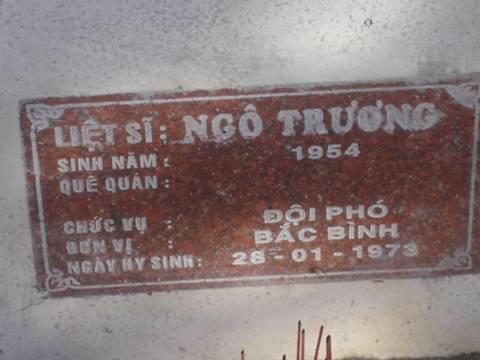 LIỆT SĨ: NGÔ TRƯƠNG
SINH NĂM : 1954
QUÊ QUÁN :
CHỨC VỤ : ĐỘI PHÓ
ĐƠN VỊ : BẮC BÌNH
NGÀY HY SINH: 28-01-1973